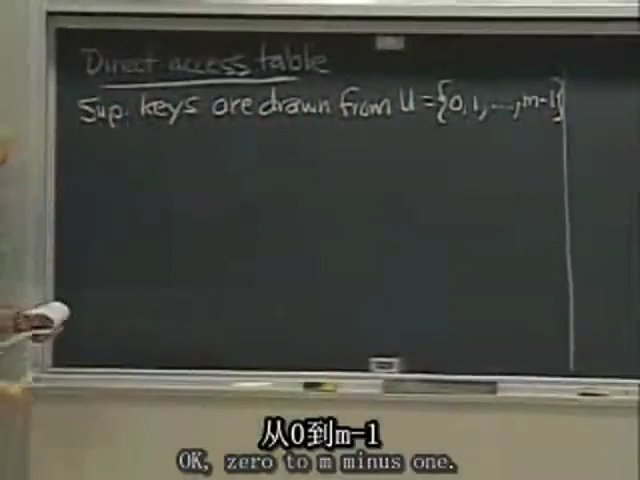 Direct-access table
Sup. keys are drawn from U = {0, 1, ..., m-1}
从0到m-1
OK, zero to m minus one.